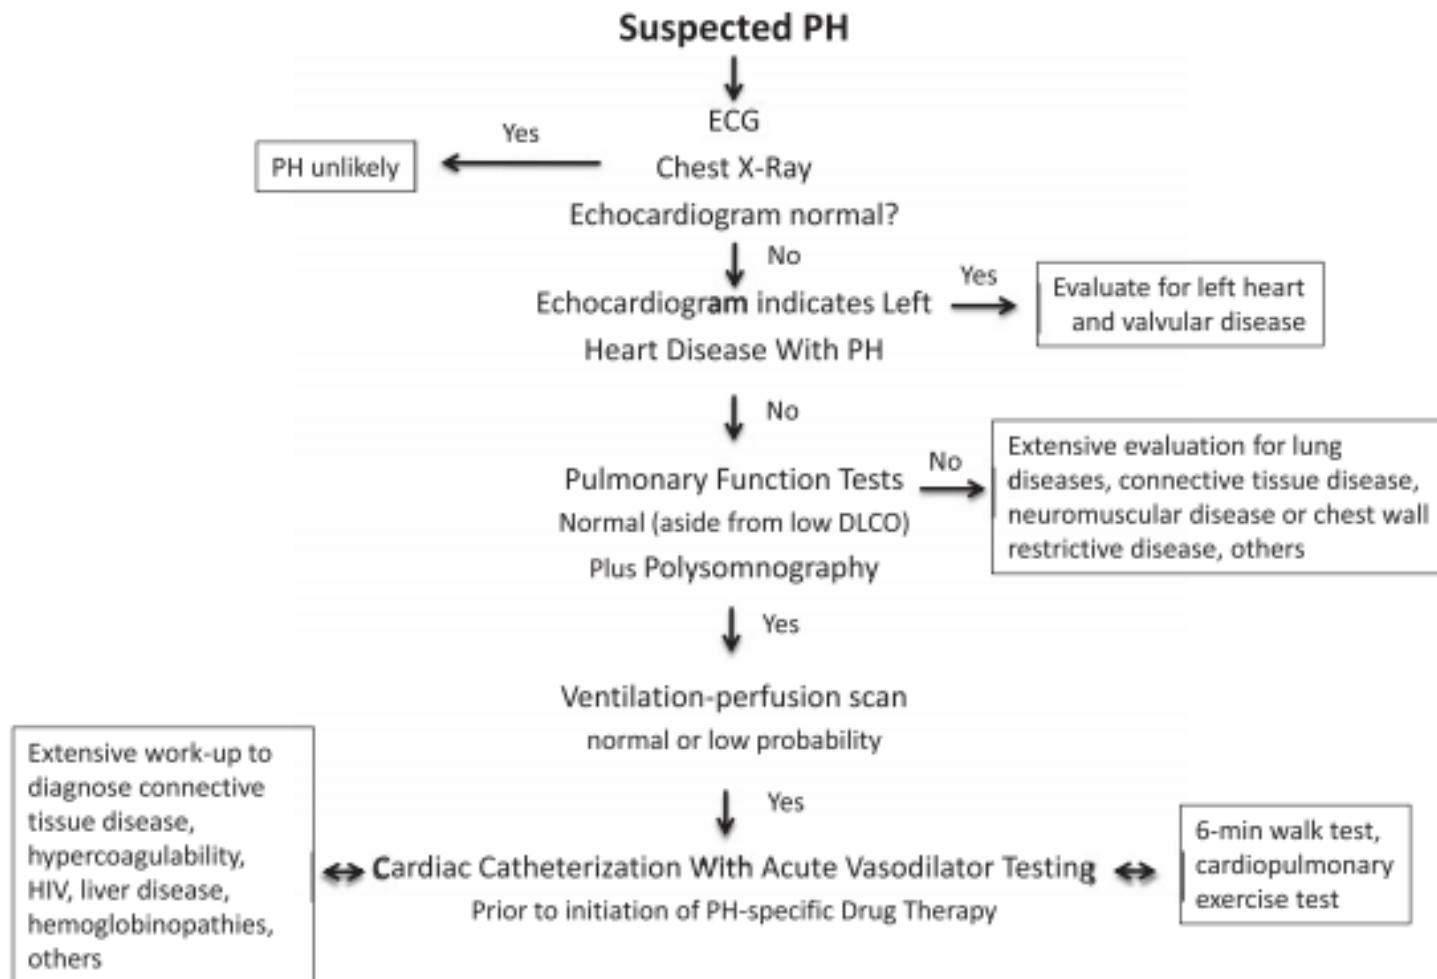 Suspected PH
ECG
Yes
PH unlikely
Chest X-Ray
Echocardiogram normal?
No
Echocardiogram indicates Left
Heart Disease With PH
Yes
Evaluate for left heart
and valvular disease
No
Pulmonary Function Tests
Normal (aside from low DLCO)
Plus Polysomnography
No
Extensive evaluation for lung
diseases, connective tissue disease,
neuromuscular disease or chest wall
restrictive disease, others
Yes
Ventilation-perfusion scan
normal or low probability
Yes
Extensive work-up to
diagnose connective
tissue disease,
hypercoagulability,
HIV, liver disease,
hemoglobinopathies,
others
Cardiac Catheterization With Acute Vasodilator Testing
Prior to initiation of PH-specific Drug Therapy
6-min walk test,
cardiopulmonary
exercise test